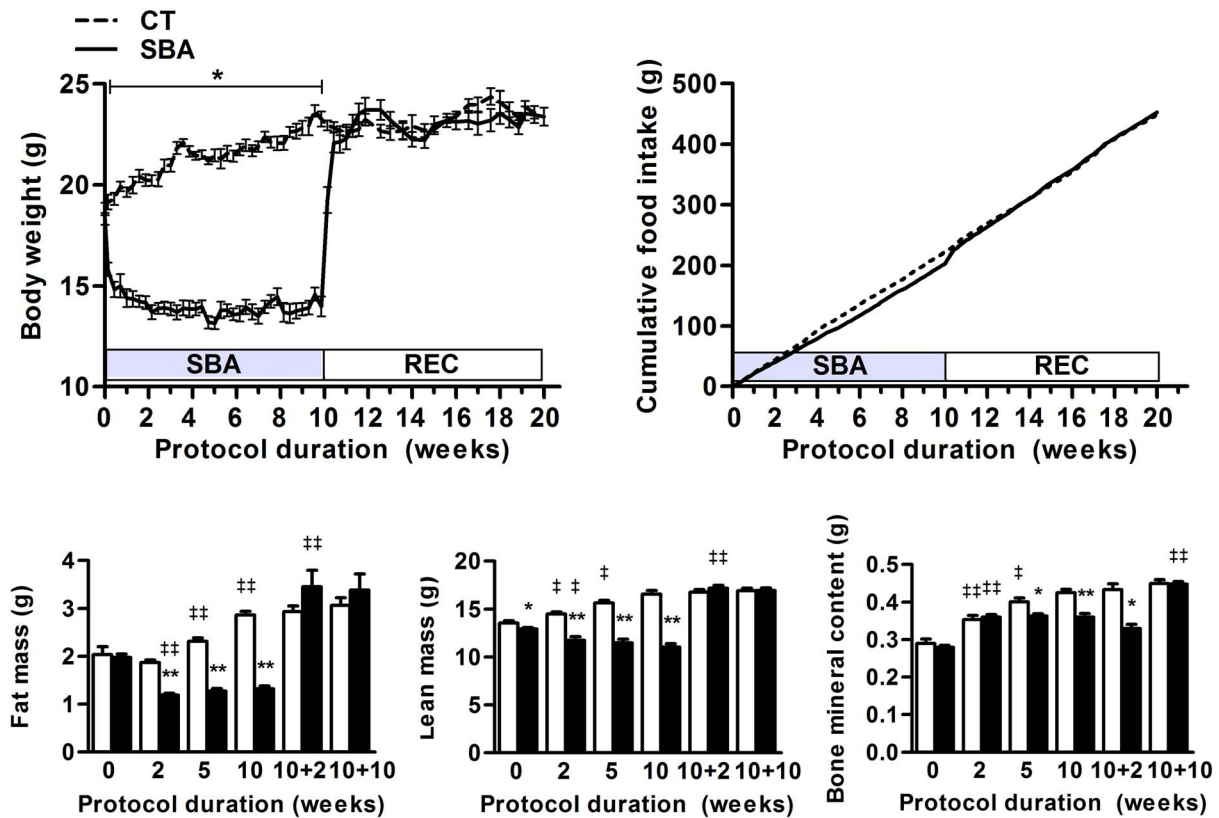 CT
SBA
*
Body weight (g)
25
20
15
10
SBA
REC
0 2 4 6 8 10 12 14 16 18 20
Protocol duration (weeks)
Cumulative food intake (g)
500
400
300
200
100
0
SBA
REC
0 2 4 6 8 10 12 14 16 18 20
Protocol duration (weeks)
Fat mass (g)
4
3
2
1
0
‡‡
**
‡‡
**
‡‡
**
‡‡
0 2 5 10 10+2 10+10
Protocol duration (weeks)
Lean mass (g)
20
15
10
5
0
*
‡ ‡
**
‡
**
**
‡‡
0 2 5 10 10+2 10+10
Protocol duration (weeks)
Bone mineral content (g)
0.5
0.4
0.3
0.2
0.1
0.0
‡‡ ‡‡
‡
*
**
*
‡‡
0 2 5 10 10+2 10+10
Protocol duration (weeks)